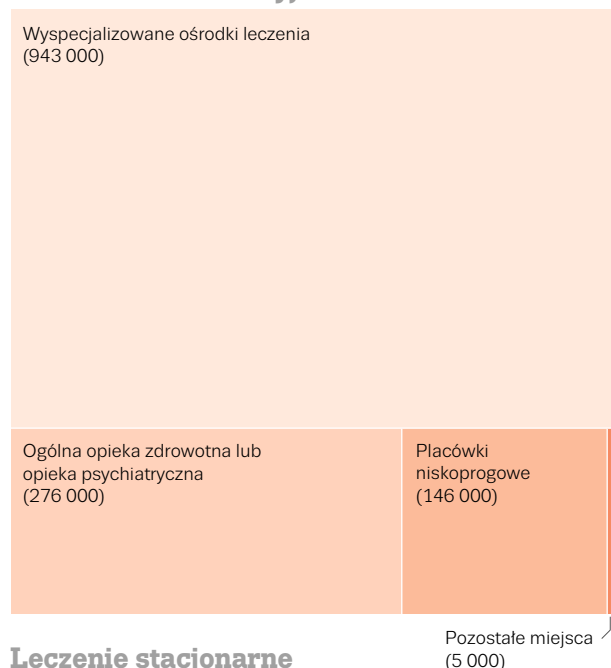 Wyspecjalizowane ośrodki leczenia
(943 000)
Ogólna opieka zdrowotna lub
opieka psychiatryczna
(276 000)
Placówki
niskoprogowe
(146 000)
Pozostałe miejsca
(5 000)
Leczenie stacjonarne